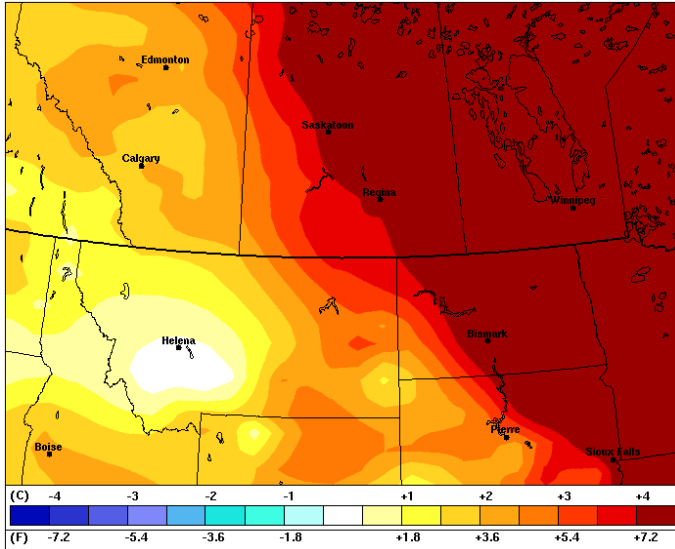 Edmonton
Saskatoon
Calgary
Regina
Winnipeg
Helena
Bismark
Pierre
Boise
Sioux Falls
(C) -4 -3 -2 -1 +1 +2 +3 +4
(F) -7.2 -5.4 -3.6 -1.8 +1.8 +3.6 +5.4 +7.2